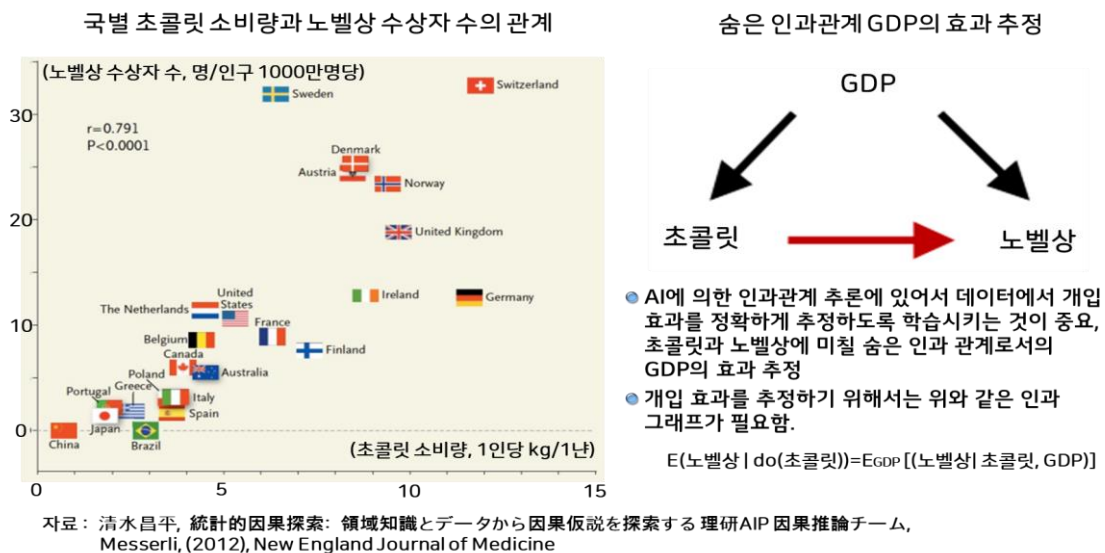 국별 초콜릿 소비량과 노벨상 수상자 수의 관계
(노벨상 수상자 수, 명/인구 1000만명당)
30
20
10
0
r=0.791
P<0.0001
Sweden
Switzerland
Denmark
Austria
Norway
United Kingdom
Ireland
Germany
United
States
The Netherlands
France
Belgium
Finland
Canada
Australia
Poland
Portugal
Greece
Italy
Japan
Spain
China
Brazil
(초콜릿 소비량, 1인당 kg/1냔)
0
5
10
15
숨은 인과관계 GDP의 효과 추정
GDP
초콜릿
노벨상
AI에 의한 인과관계 추론에 있어서 데이터에서 개입
효과를 정확하게 추정하도록 학습시키는 것이 중요,
초콜릿과 노벨상에 미칠 숨은 인과 관계로서의
GDP의 효과 추정
개입 효과를 추정하기 위해서는 위와 같은 인과
그래프가 필요함.
E(노벨상 | do(초콜릿))=EGDP [(노벨상| 초콜릿, GDP)]
자료 : 清水昌平, 統計的因果探索: 領域知識とデータから因果仮説を探索する 理研AIP 因果推論チーム,
Messerli, (2012), New England Journal of Medicine